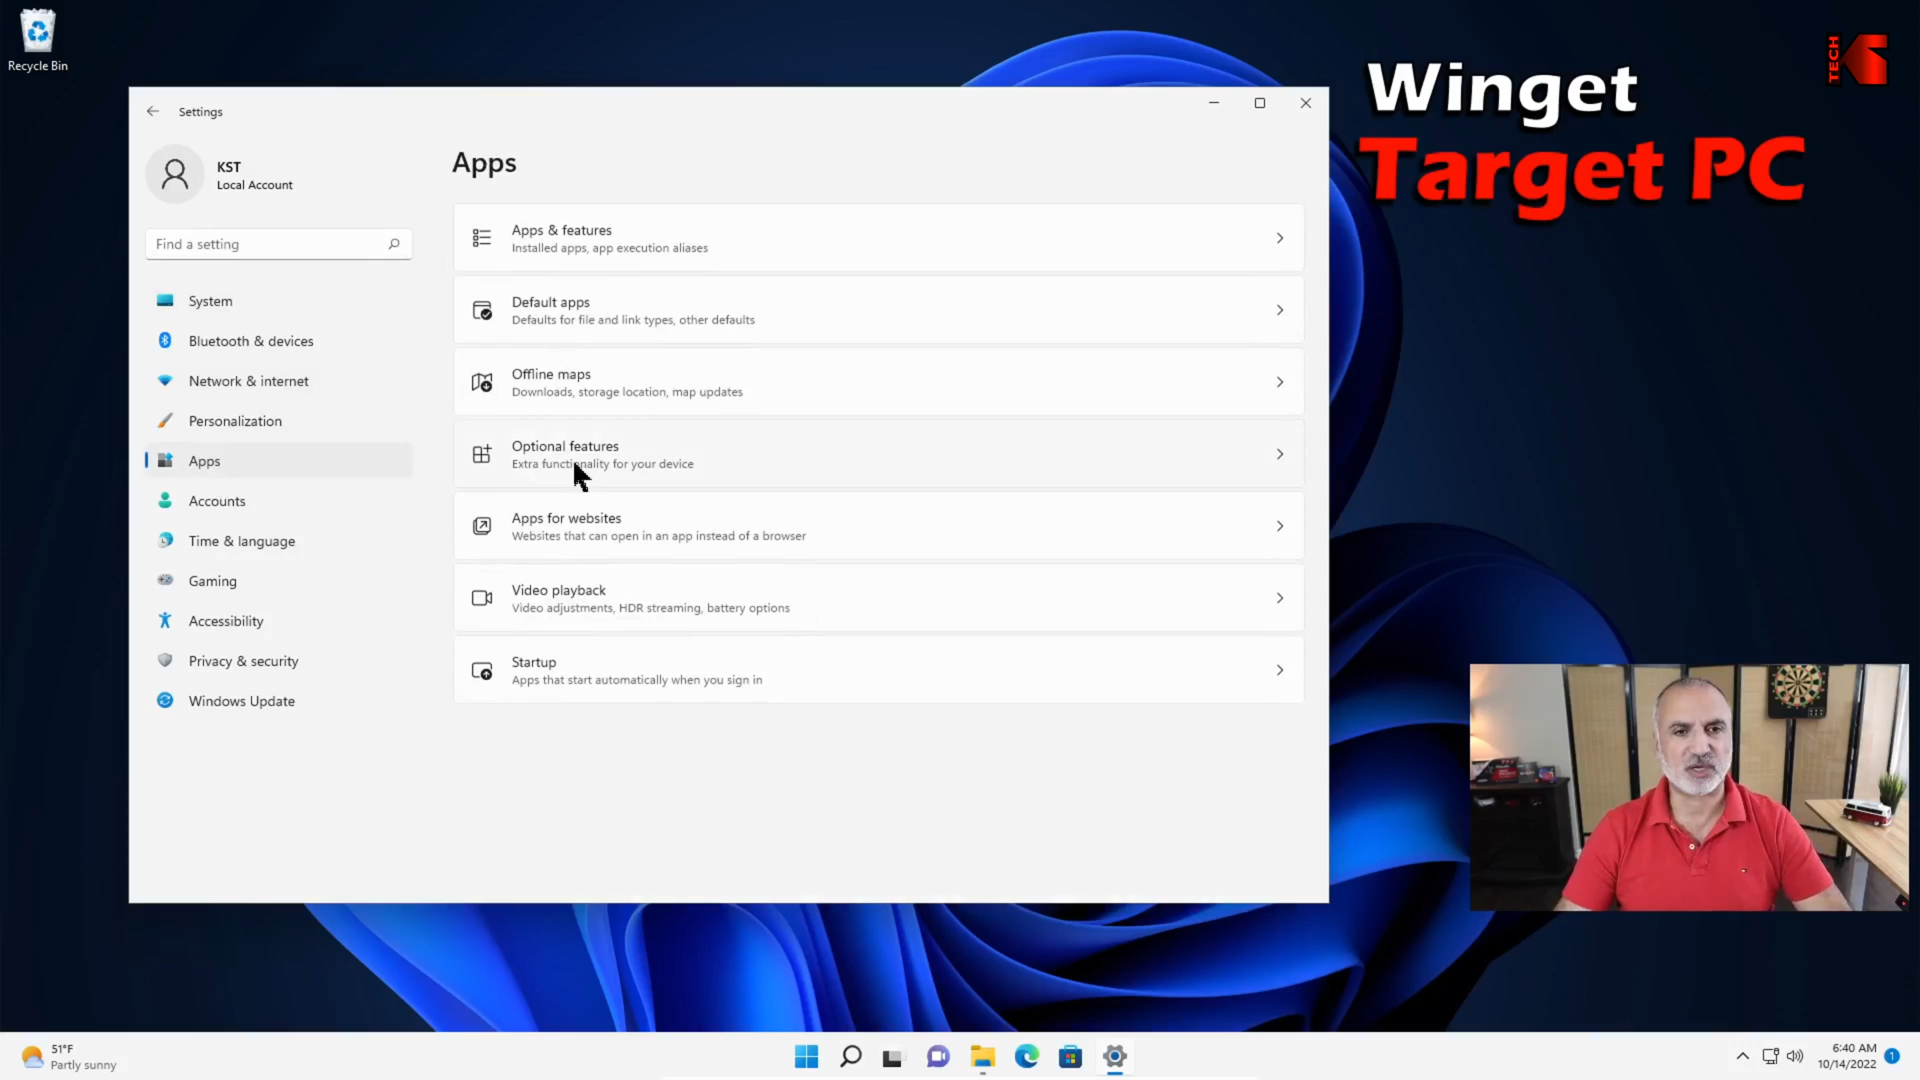 Recycle Bin
Settings
KST
Local Account
Find a setting
System
Bluetooth & devices
Network & internet
Personalization
Apps
Accounts
Time & language
Gaming
Accessibility
Privacy & security
Windows Update
Apps
Apps & features
Installed apps, app execution aliases
Default apps
Defaults for file and link types, other defaults
Offline maps
Downloads, storage location, map updates
Optional features
Extra functionality for your device
Apps for websites
Websites that can open in an app instead of a browser
Video playback
Video adjustments, HDR streaming, battery options
Startup
Apps that start automatically when you sign in
Winget
Target PC
TECH
51°F
Partly sunny
6:40 AM
10/14/2022
1